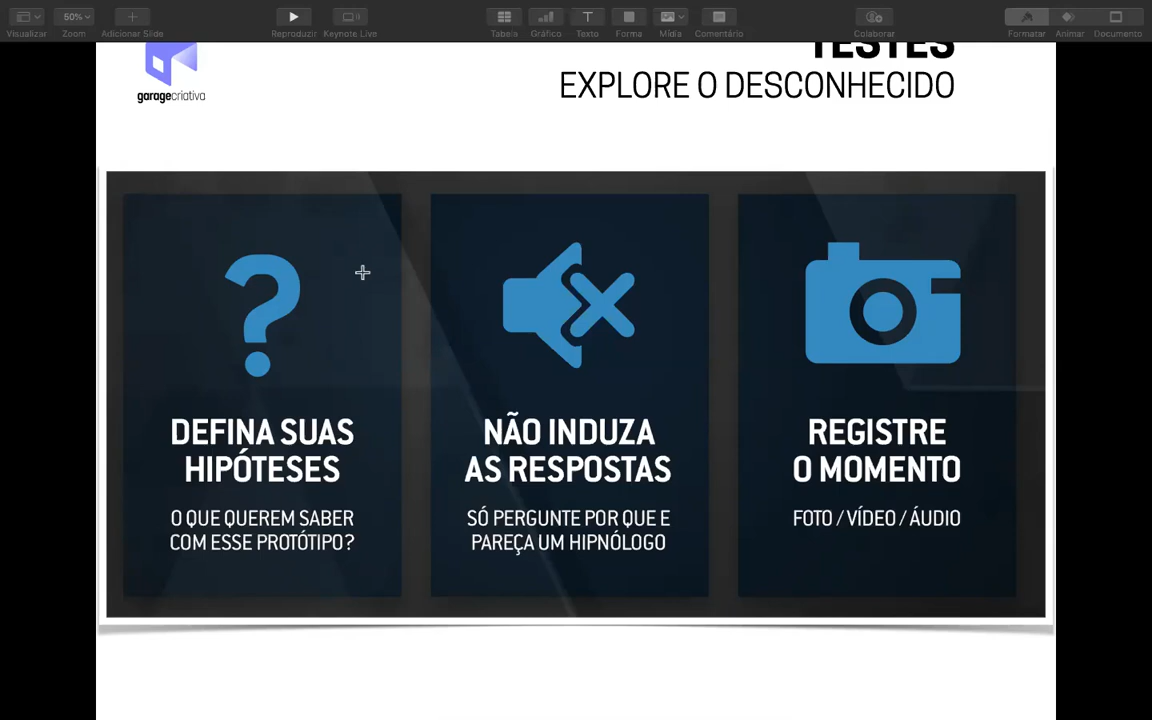 Visualizar
50%
Zoom
Adicionar Slide
Reproduzir
Keynote Live
Tabela
Gráfico
Texto
Forma
Mídia
Comentário
Colaborar
Formatar
Animar
Documento
garagecriativa
TESTES
EXPLORE O DESCONHECIDO
DEFINA SUAS
HIPÓTESES
O QUE QUEREM SABER
COM ESSE PROTÓTIPO?
NÃO INDUZA
AS RESPOSTAS
SÓ PERGUNTE POR QUE E
PAREÇA UM HIPNÓLOGO
REGISTRE
O MOMENTO
FOTO / VÍDEO / ÁUDIO